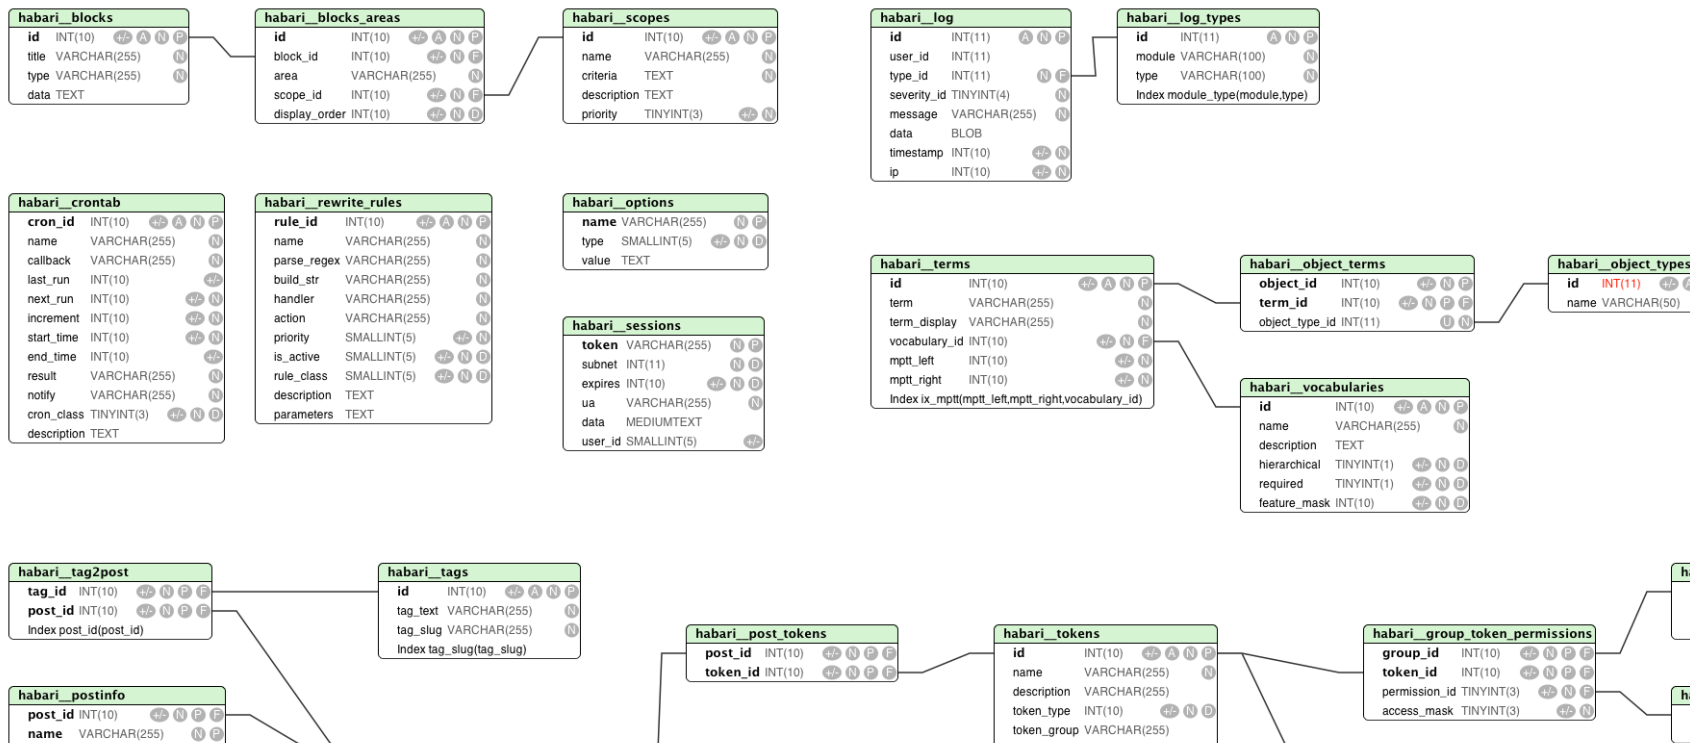 habari__blocks
id INT(10) +/- A N P
title VARCHAR(255) N
type VARCHAR(255) N
data TEXT
habari__blocks_areas
id INT(10) +/- A N P
block_id INT(10) +/- N F
area VARCHAR(255) N
scope_id INT(10) +/- N F
display_order INT(10) +/- N D
habari__scopes
id INT(10) +/- A N P
name VARCHAR(255) N
criteria TEXT N
description TEXT
priority TINYINT(3) +/- N
habari__log
id INT(11) A N P
user_id INT(11)
type_id INT(11) N F
severity_id TINYINT(4) N
message VARCHAR(255) N
data BLOB
timestamp INT(10) +/- N
ip INT(10) +/- N
habari__log_types
id INT(11) A N P
module VARCHAR(100) N
type VARCHAR(100) N
Index module_type(module,type)
habari__crontab
cron_id INT(10) +/- A N P
name VARCHAR(255) N
callback VARCHAR(255) N
last_run INT(10) +/-
next_run INT(10) +/- N
increment INT(10) +/- N
start_time INT(10) +/- N
end_time INT(10) +/-
result VARCHAR(255) N
notify VARCHAR(255) N
cron_class TINYINT(3) +/- N D
description TEXT
habari__rewrite_rules
rule_id INT(10) +/- A N P
name VARCHAR(255) N
parse_regex VARCHAR(255) N
build_str VARCHAR(255) N
handler VARCHAR(255) N
action VARCHAR(255) N
priority SMALLINT(5) +/- N
is_active SMALLINT(5) +/- N D
rule_class SMALLINT(5) +/- N D
description TEXT
parameters TEXT
habari__options
name VARCHAR(255) N P
type SMALLINT(5) +/- N D
value TEXT
habari__sessions
token VARCHAR(255) N P
subnet INT(11) N D
expires INT(10) +/- N D
ua VARCHAR(255) N
data MEDIUMTEXT
user_id SMALLINT(5) +/-
habari__terms
id INT(10) +/- A N P
term VARCHAR(255) N
term_display VARCHAR(255) N
vocabulary_id INT(10) +/- N F
mptt_left INT(10) +/- N
mptt_right INT(10) +/- N
Index ix_mptt(mptt_left,mptt_right,vocabulary_id)
habari__object_terms
object_id INT(10) +/- N P
term_id INT(10) +/- N P F
object_type_id INT(11) U N
habari__object_types
id INT(11) +/-
name VARCHAR(50)
habari__vocabularies
id INT(10) +/- A N P
name VARCHAR(255) N
description TEXT
hierarchical TINYINT(1) +/- N D
required TINYINT(1) +/- N D
feature_mask INT(10) +/- N D
habari__tag2post
tag_id INT(10) +/- N P F
post_id INT(10) +/- N P F
Index post_id(post_id)
habari__tags
id INT(10) +/- A N P
tag_text VARCHAR(255) N
tag_slug VARCHAR(255) N
Index tag_slug(tag_slug)
habari__postinfo
post_id INT(10) +/- N P F
name VARCHAR(255) N P
habari__post_tokens
post_id INT(10) +/- N P F
token_id INT(10) +/- N P F
habari__tokens
id INT(10) +/- A N P
name VARCHAR(255) N
description VARCHAR(255)
token_type INT(10) +/- N D
token_group VARCHAR(255)
habari__group_token_permissions
group_id INT(10) +/- N P F
token_id INT(10) +/- N P F
permission_id TINYINT(3) +/- N F
access_mask TINYINT(3) +/- N